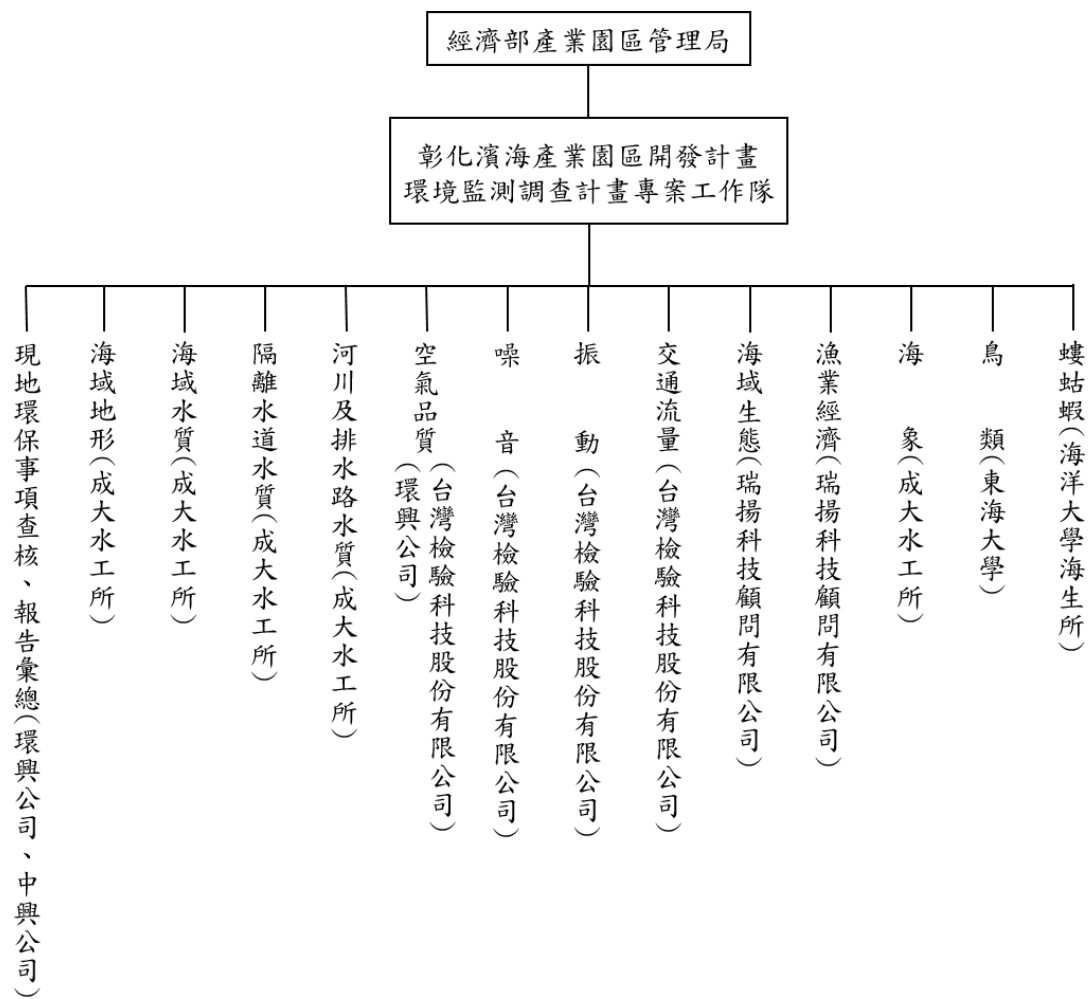 經濟部產業園區管理局
彰化濱海產業園區開發計畫
環境監測調查計畫專案工作隊
現地環保事項查核、報告彙總(環興公司、中興公司)
海域地形(成大水工所)
海域水質(成大水工所)
隔離水道水質(成大水工所)
河川及排水路水質(成大水工所)
空氣品質(台灣檢驗科技股份有限公司)
(環興公司)
噪音(台灣檢驗科技股份有限公司)
振動(台灣檢驗科技股份有限公司)
交通流量(台灣檢驗科技股份有限公司)
海域生態(瑞揚科技顧問有限公司)
漁業經濟(瑞揚科技顧問有限公司)
海象(成大水工所)
鳥類(東海大學)
螻蛄蝦(海洋大學海生所)